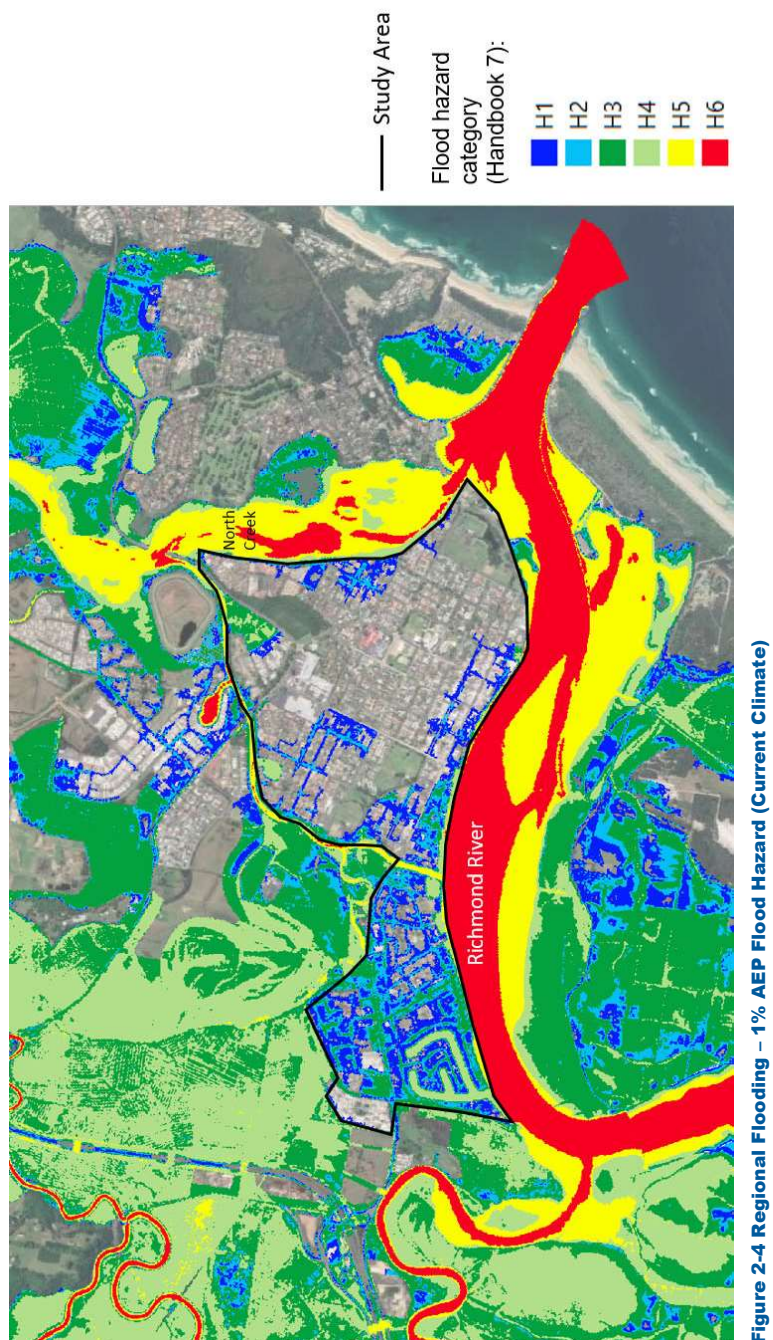 North
Creek
Richmond River
Study Area
Flood hazard
category
(Handbook 7):
H1
H2
H3
H4
H5
H6
Figure 2-4 Regional Flooding – 1% AEP Flood Hazard (Current Climate)